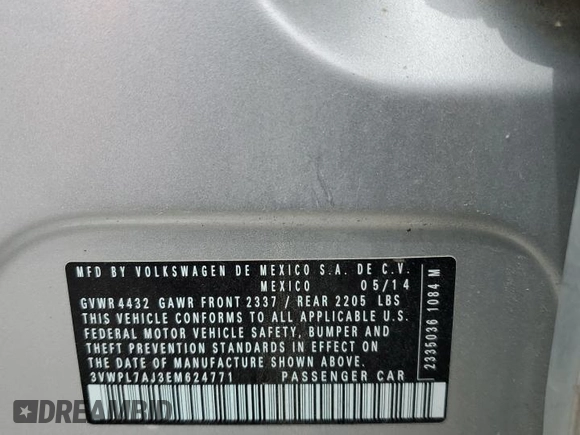 MFD BY VOLKSWAGEN DE MEXICO S.A. DE C.V.
MEXICO 05/14
GVWR 4432 GAWR FRONT 2337 / REAR 2205 LBS
THIS VEHICLE CONFORMS TO ALL APPLICABLE U.S.
FEDERAL MOTOR VEHICLE SAFETY, BUMPER AND
THEFT PREVENTION STANDARDS IN EFFECT ON
THE DATE OF MANUFACTURE SHOWN ABOVE
3VWPL7AJ3EM624771 PASSENGER CAR
2335036 1084 M
DREAMBID